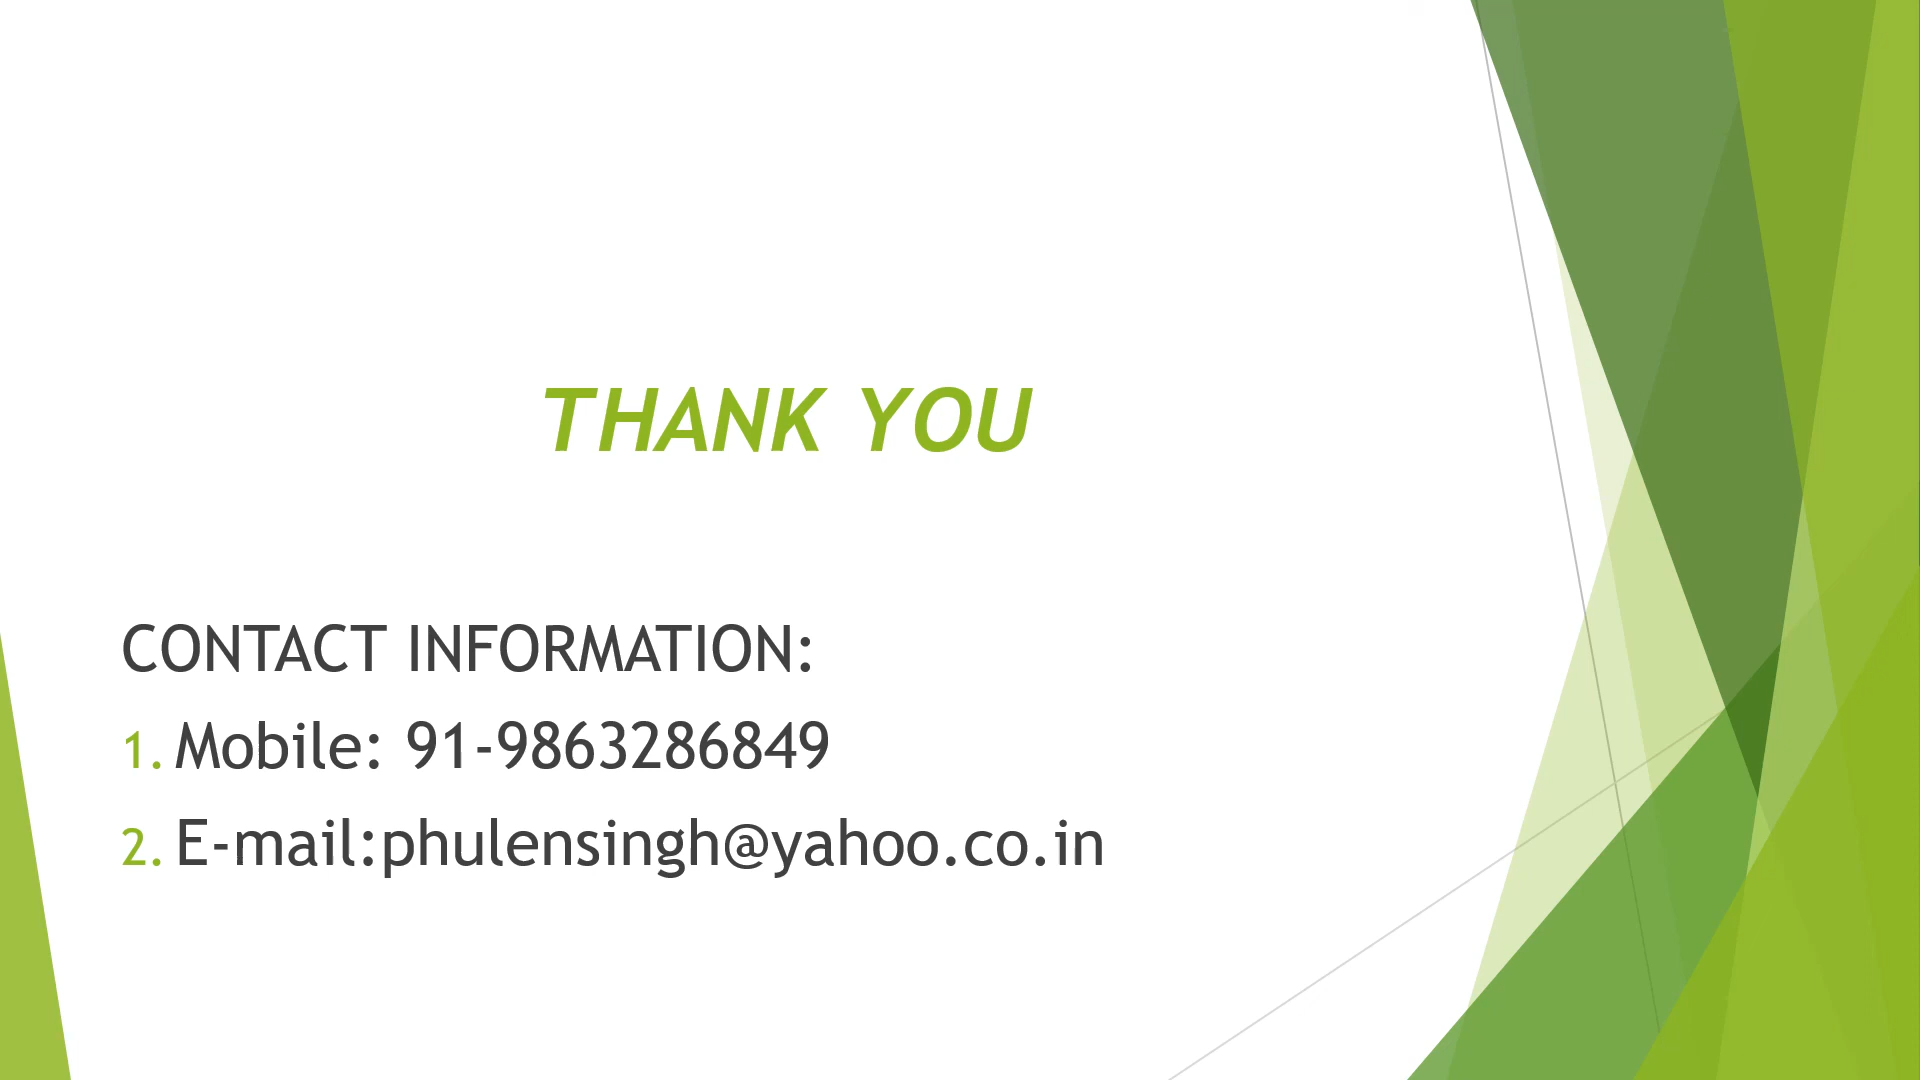 THANK YOU
CONTACT INFORMATION:
1. Mobile: 91-9863286849
2. E-mail:phulensingh@yahoo.co.in